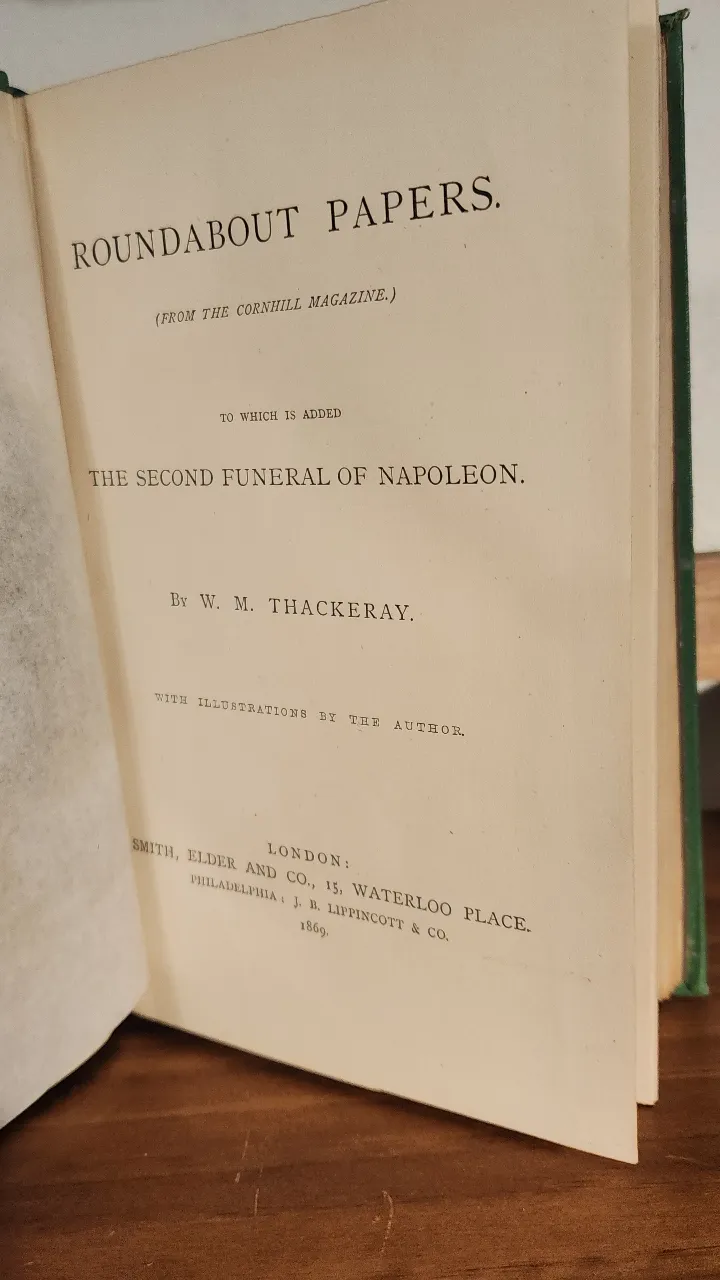 ROUNDABOUT PAPERS.
(FROM THE CORNHILL MAGAZINE.)
TO WHICH IS ADDED
THE SECOND FUNERAL OF NAPOLEON.
By W. M. THACKERAY.
WITH ILLUSTRATIONS BY THE AUTHOR.
LONDON:
SMITH, ELDER AND CO., 15, WATERLOO PLACE.
PHILADELPHIA; J. B. LIPPINCOTT & CO.
1869.